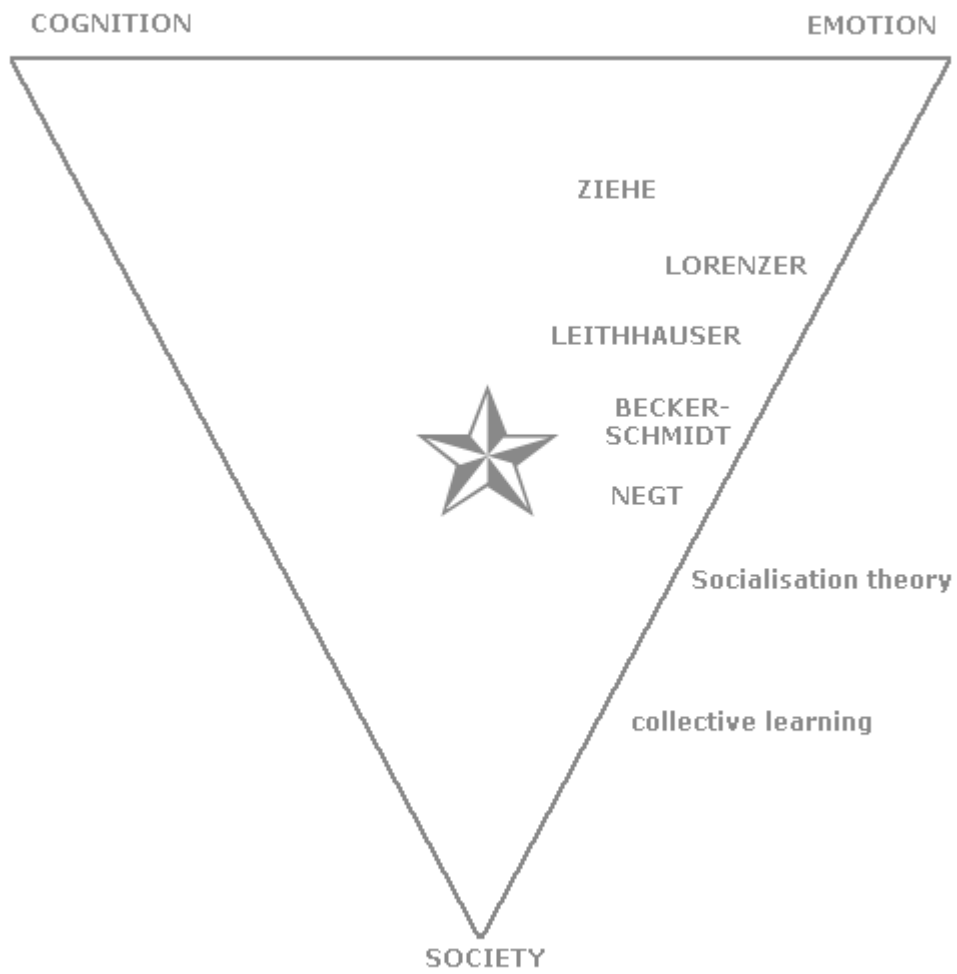 COGNITION
EMOTION
ZIEHE
LORENZER
LEITHHAUSER
BECKER-
SCHMIDT
NEGT
Socialisation theory
collective learning
SOCIETY